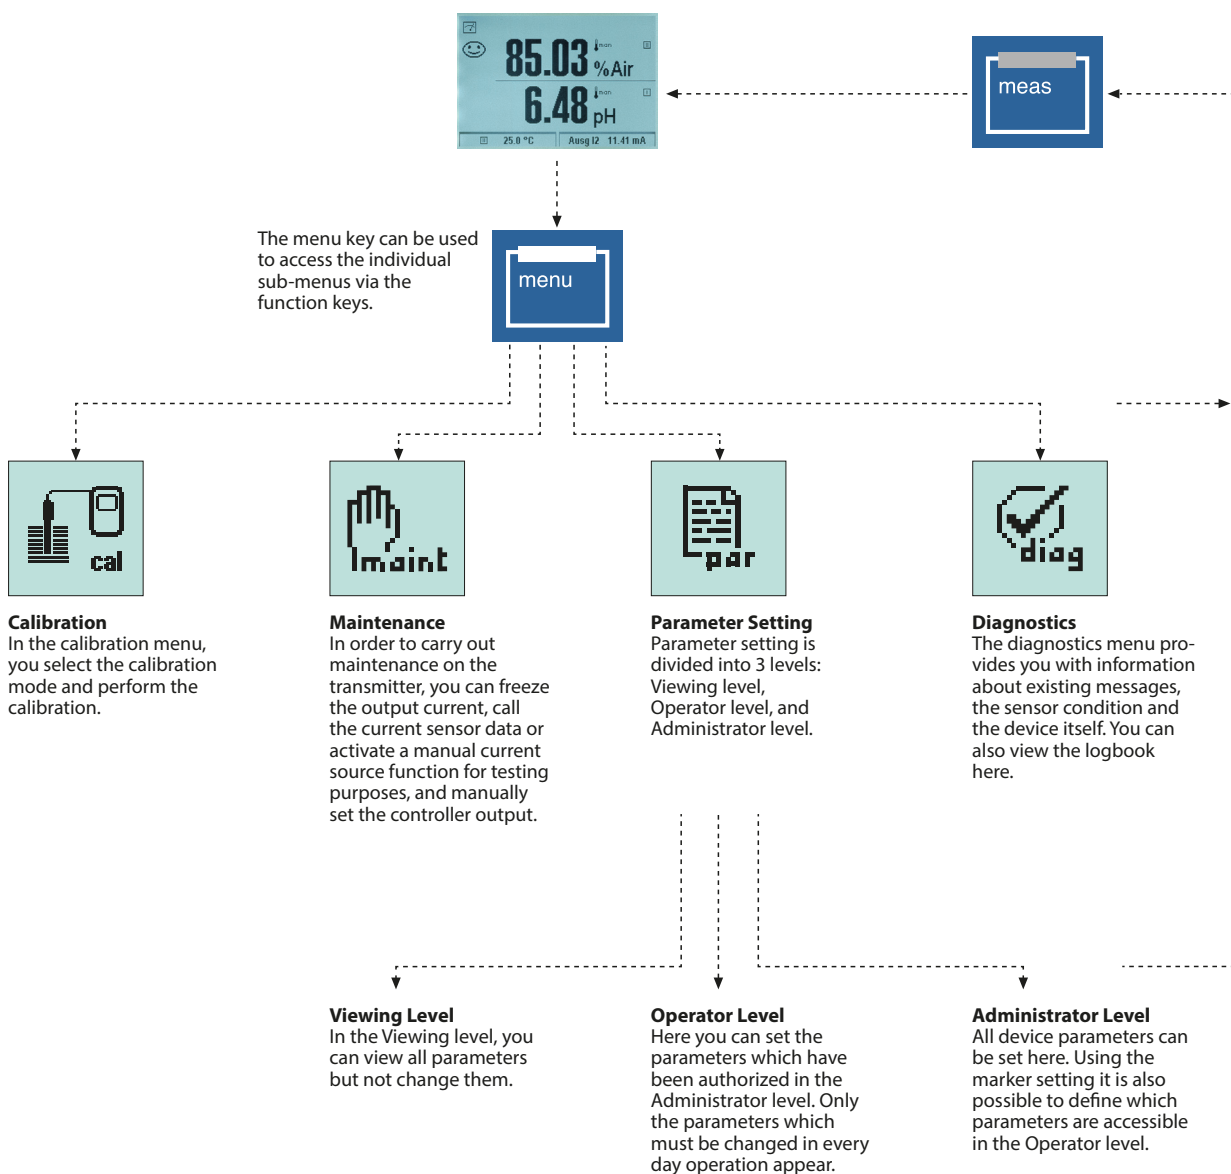 85.03 %Air
man
6.48 pH
man
25.0 °C
Ausg I2 11.41 mA
meas
The menu key can be used
to access the individual
sub-menus via the
function keys.
menu
cal
maint
par
diag
Calibration
In the calibration menu,
you select the calibration
mode and perform the
calibration.
Maintenance
In order to carry out
maintenance on the
transmitter, you can freeze
the output current, call
the current sensor data or
activate a manual current
source function for testing
purposes, and manually
set the controller output.
Parameter Setting
Parameter setting is
divided into 3 levels:
Viewing level,
Operator level, and
Administrator level.
Diagnostics
The diagnostics menu pro-
vides you with information
about existing messages,
the sensor condition and
the device itself. You can
also view the logbook
here.
Viewing Level
In the Viewing level, you
can view all parameters
but not change them.
Operator Level
Here you can set the
parameters which have
been authorized in the
Administrator level. Only
the parameters which
must be changed in every
day operation appear.
Administrator Level
All device parameters can
be set here. Using the
marker setting it is also
possible to define which
parameters are accessible
in the Operator level.